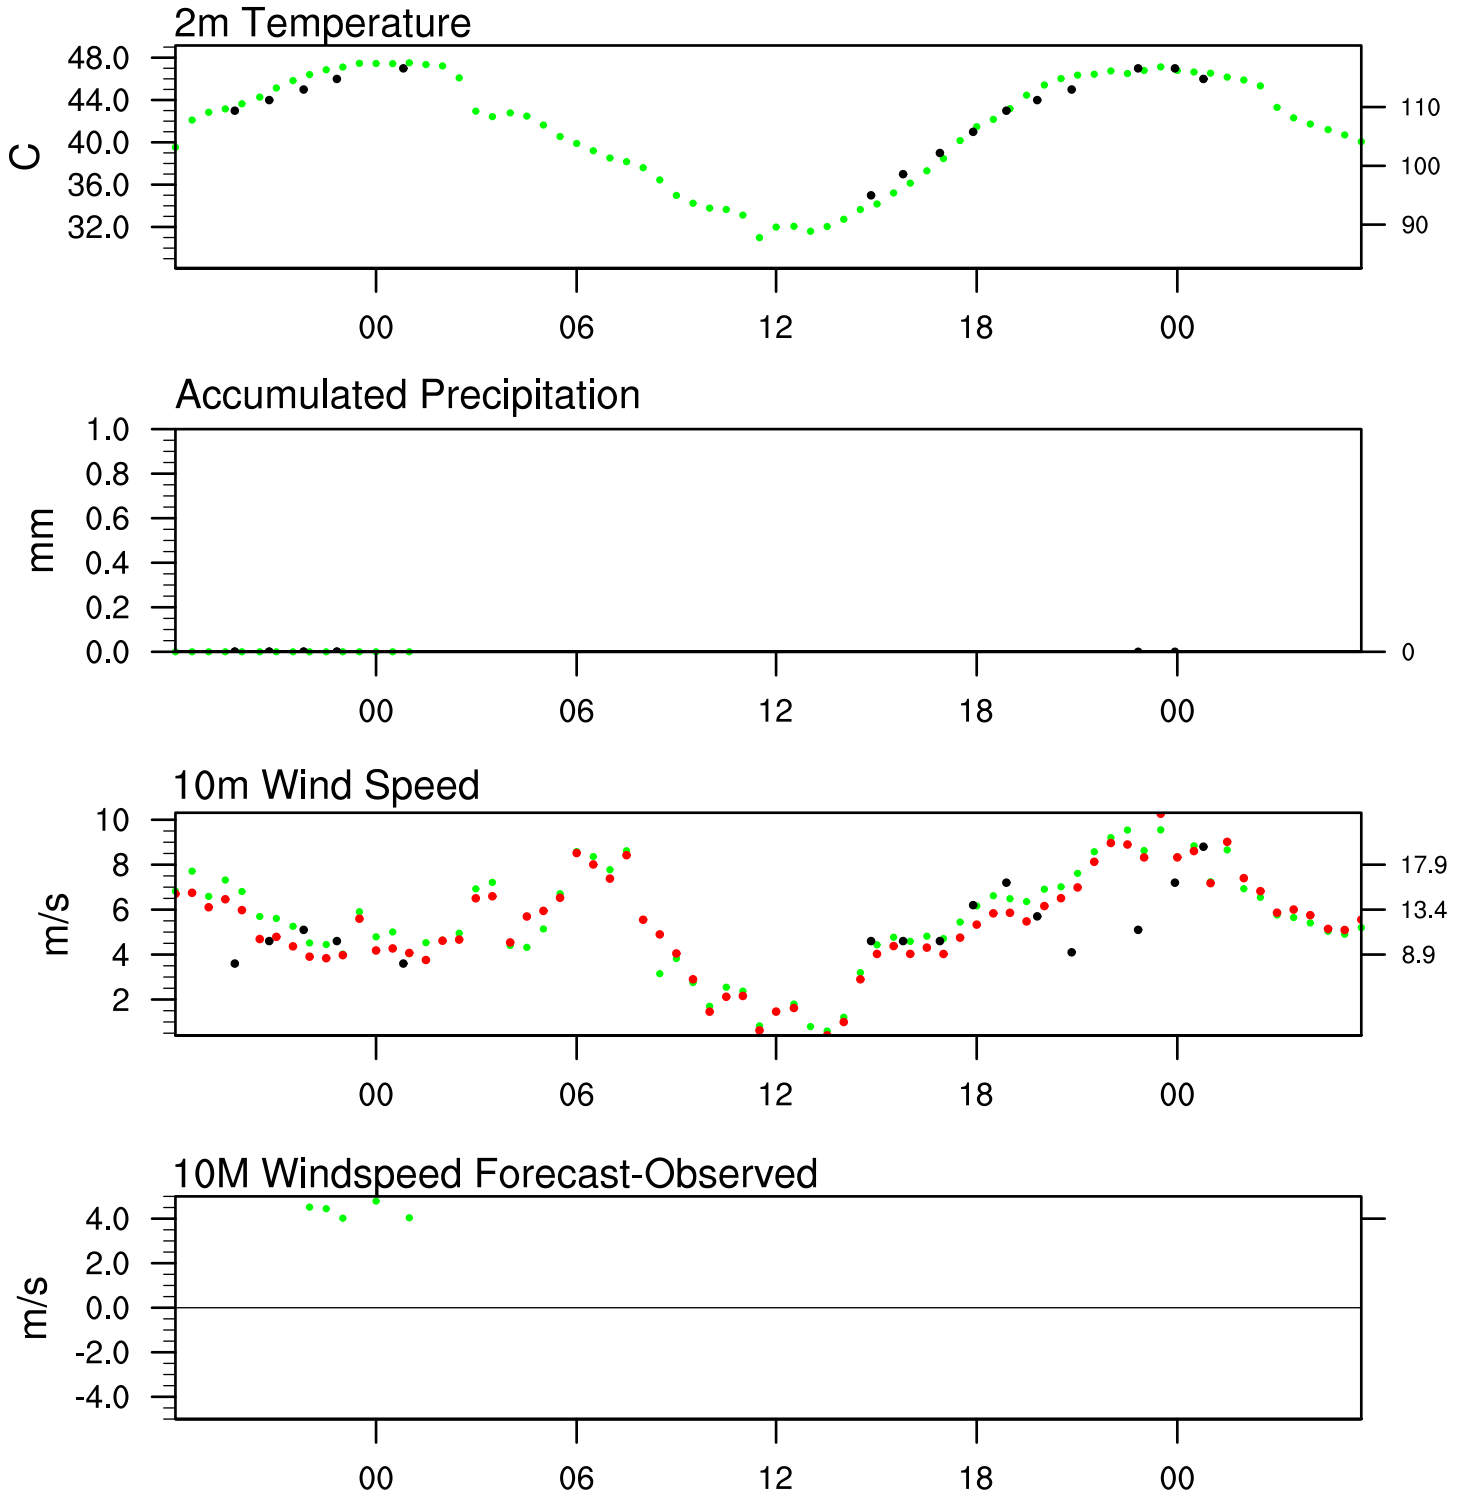 2m Temperature
48.0
44.0
40.0
36.0
32.0
C
110
100
90
00 06 12 18 00
Accumulated Precipitation
1.0
0.8
0.6
0.4
0.2
0.0
mm
0
00 06 12 18 00
10m Wind Speed
10
8
6
4
2
m/s
17.9
13.4
8.9
00 06 12 18 00
10M Windspeed Forecast-Observed
4.0
2.0
0.0
-2.0
-4.0
m/s
00 06 12 18 00